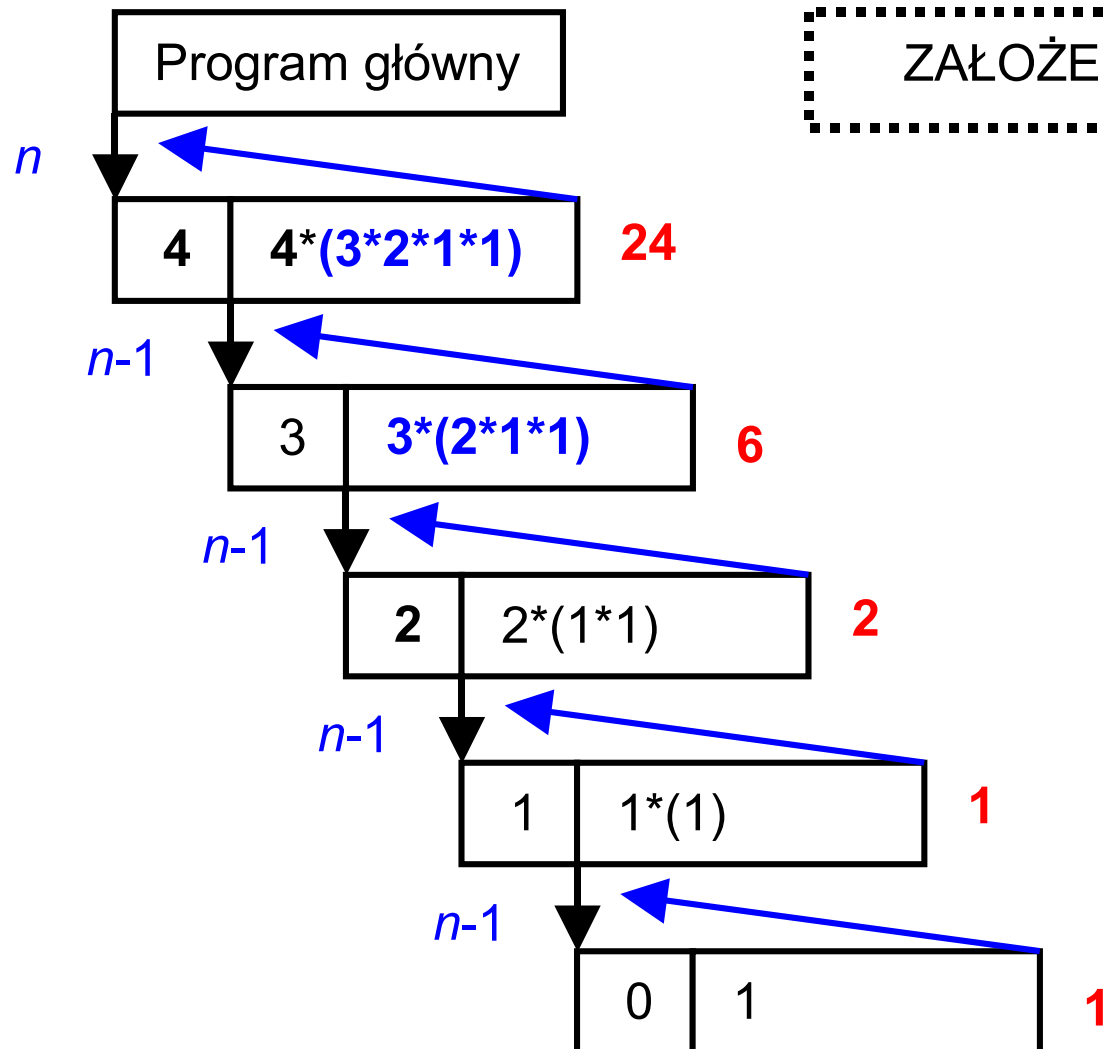 Program główny
ZAŁOŻE
n
4 4*(3*2*1*1) 24
n-1
3 3*(2*1*1) 6
n-1
2 2*(1*1) 2
n-1
1 1*(1) 1
n-1
0 1 1